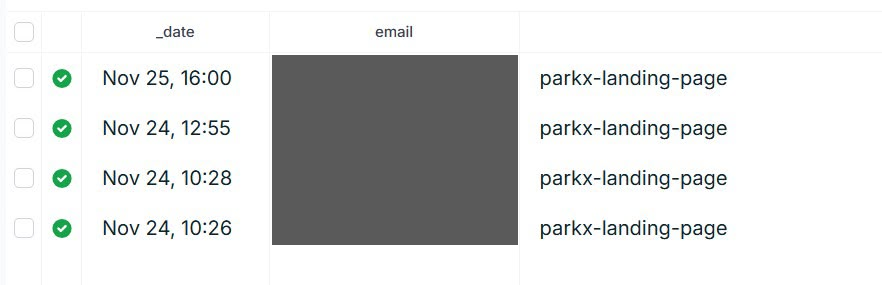 _date email
Nov 25, 16:00 parkx-landing-page
Nov 24, 12:55 parkx-landing-page
Nov 24, 10:28 parkx-landing-page
Nov 24, 10:26 parkx-landing-page